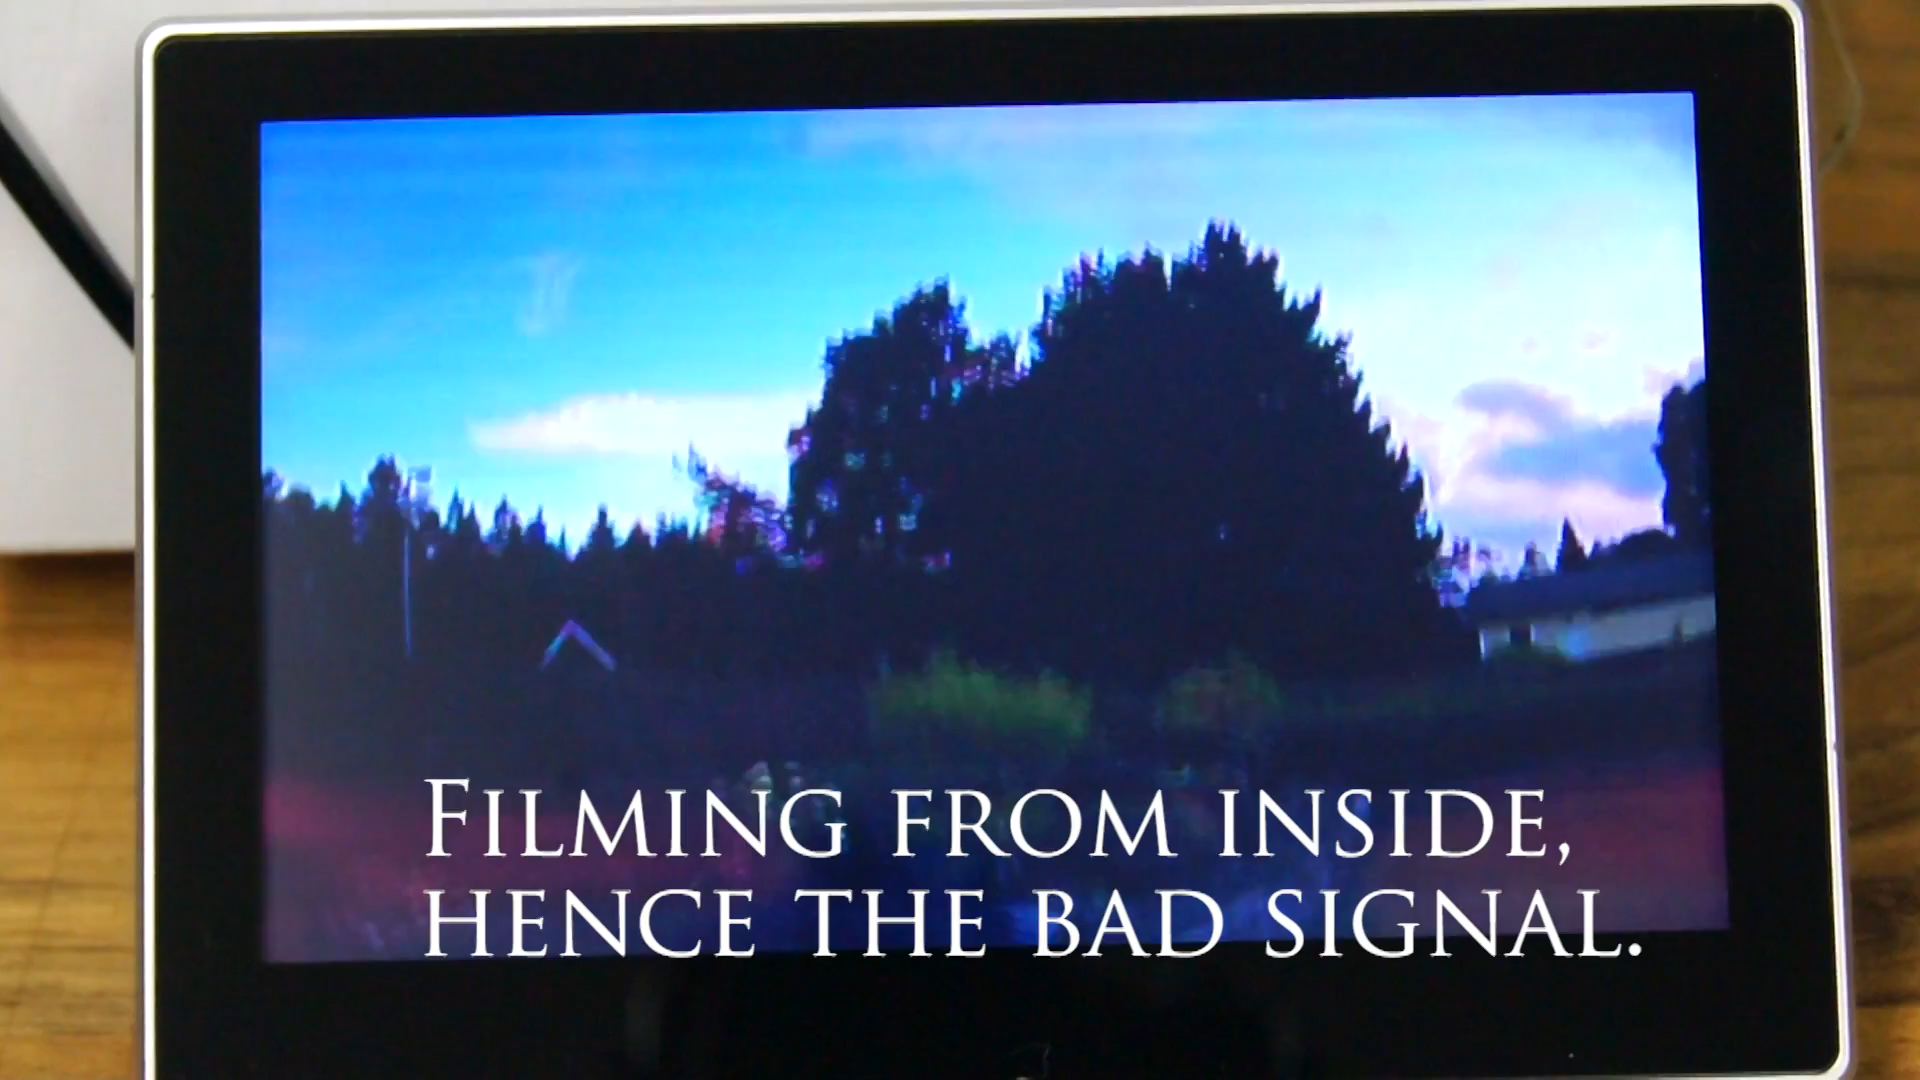 Filming from inside,
hence the bad signal.